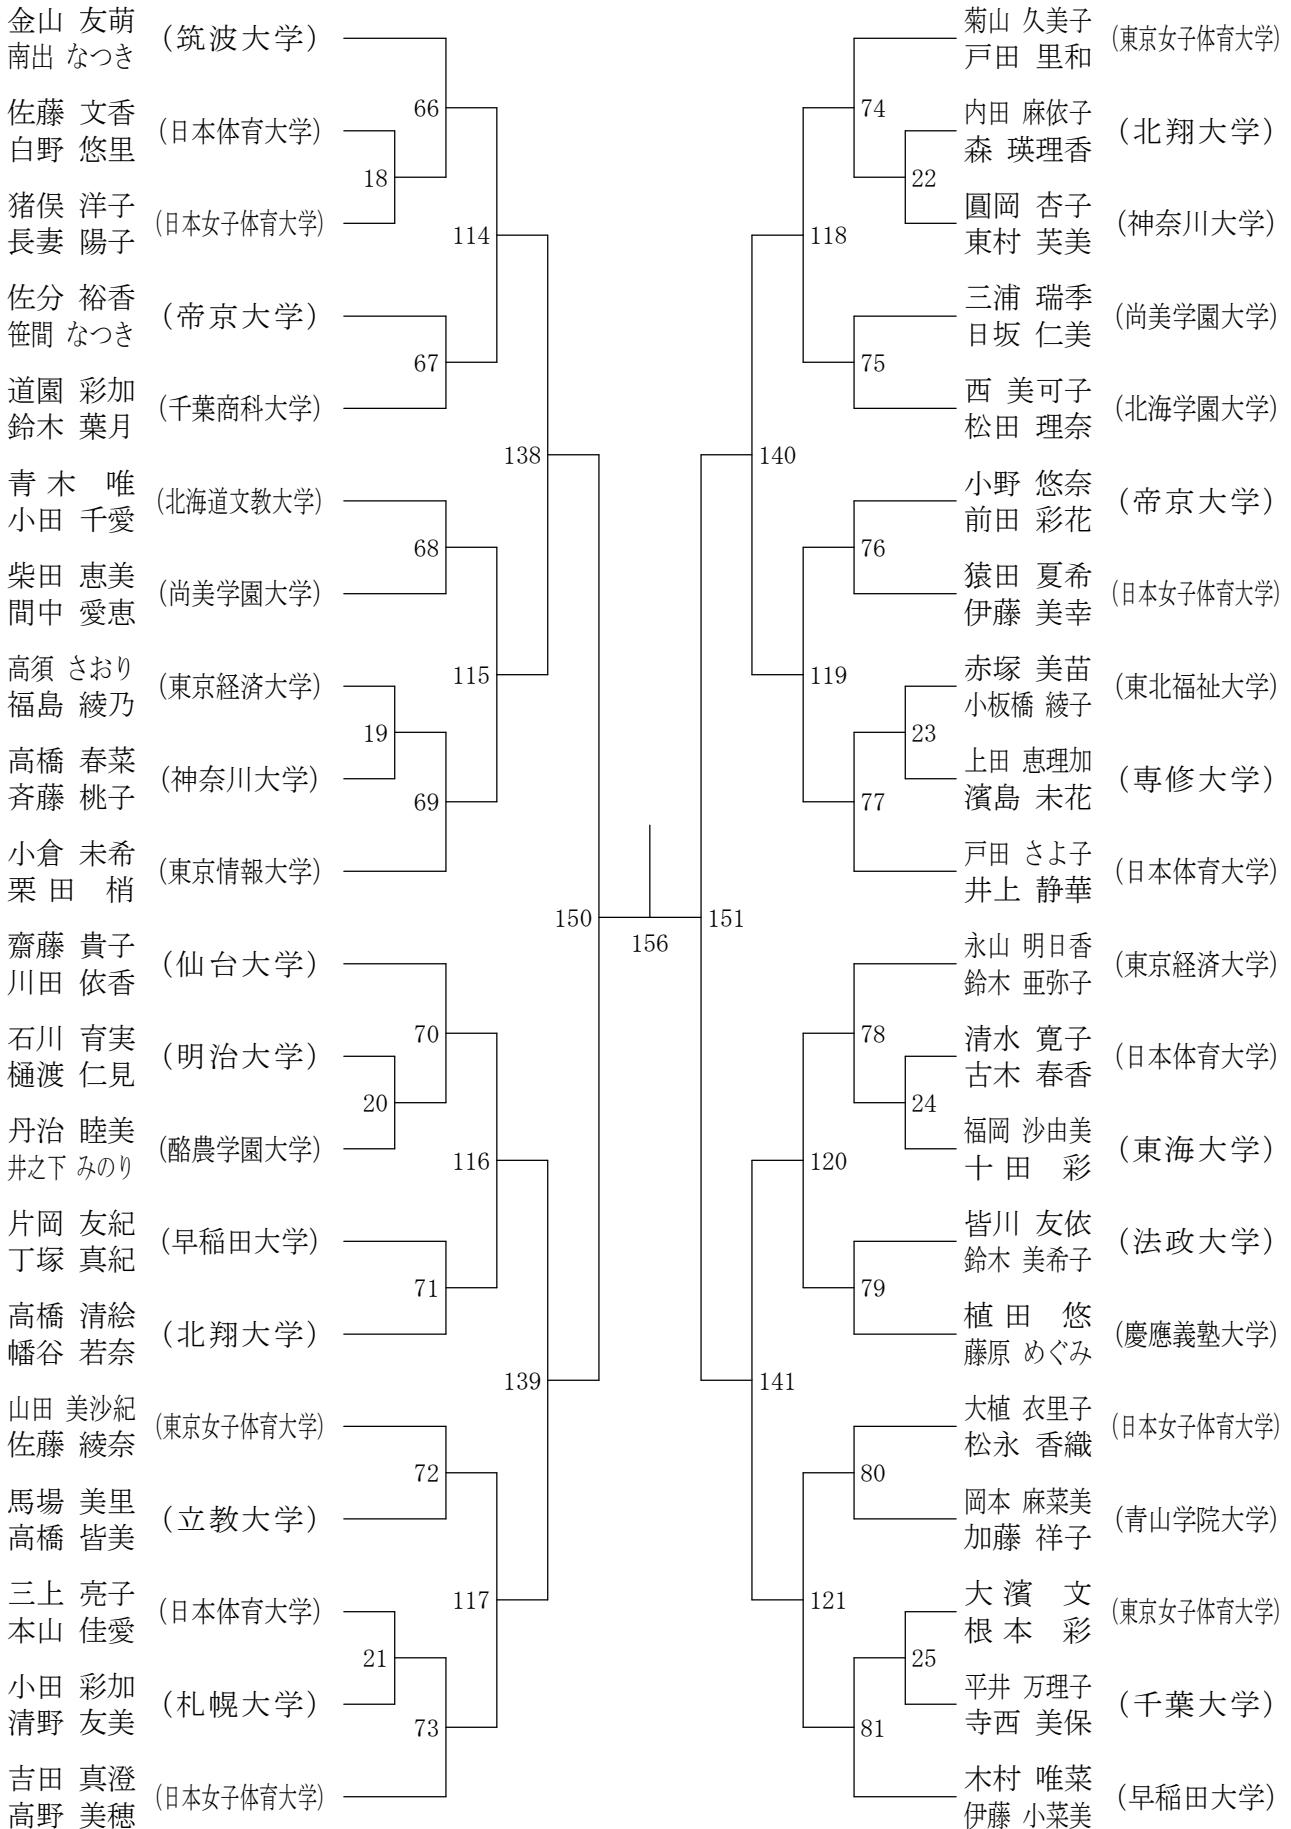 金山 友萌
南出 なつき
(筑波大学)
佐藤 文香
白野 悠里
(日本体育大学)
猪俣 洋子
長妻 陽子
(日本女子体育大学)
佐分 裕香
笹間 なつき
(帝京大学)
道園 彩加
鈴木 葉月
(千葉商科大学)
青木 唯
小田 千愛
(北海道文教大学)
柴田 恵美
間中 愛恵
(尚美学園大学)
高須 さおり
福島 綾乃
(東京経済大学)
高橋 春菜
斉藤 桃子
(神奈川大学)
小倉 未希
栗田 梢
(東京情報大学)
齋藤 貴子
川田 依香
(仙台大学)
石川 育実
樋渡 仁見
(明治大学)
丹治 睦美
井之下 みのり
(酪農学園大学)
片岡 友紀
丁塚 真紀
(早稲田大学)
高橋 清絵
幡谷 若奈
(北翔大学)
山田 美沙紀
佐藤 綾奈
(東京女子体育大学)
馬場 美里
高橋 皆美
(立教大学)
三上 亮子
本山 佳愛
(日本体育大学)
小田 彩加
清野 友美
(札幌大学)
吉田 真澄
高野 美穂
(日本女子体育大学)
18
19
20
21
66
67
68
69
70
71
72
73
114
115
116
117
138
139
150
156
151
140
141
118
119
120
121
74
75
76
77
78
79
80
81
22
23
24
25
菊山 久美子
戸田 里和
(東京女子体育大学)
内田 麻依子
森 瑛理香
(北翔大学)
圓岡 杏子
東村 芙美
(神奈川大学)
三浦 瑞季
日坂 仁美
(尚美学園大学)
西 美可子
松田 理奈
(北海学園大学)
小野 悠奈
前田 彩花
(帝京大学)
猿田 夏希
伊藤 美幸
(日本女子体育大学)
赤塚 美苗
小板橋 綾子
(東北福祉大学)
上田 恵理加
濱島 未花
(専修大学)
戸田 さよ子
井上 静華
(日本体育大学)
永山 明日香
鈴木 亜弥子
(東京経済大学)
清水 寛子
古木 春香
(日本体育大学)
福岡 沙由美
十田 彩
(東海大学)
皆川 友依
鈴木 美希子
(法政大学)
植田 悠
藤原 めぐみ
(慶應義塾大学)
大植 衣里子
松永 香織
(日本女子体育大学)
岡本 麻菜美
加藤 祥子
(青山学院大学)
大濱 文
根本 彩
(東京女子体育大学)
平井 万理子
寺西 美保
(千葉大学)
木村 唯菜
伊藤 小菜美
(早稲田大学)